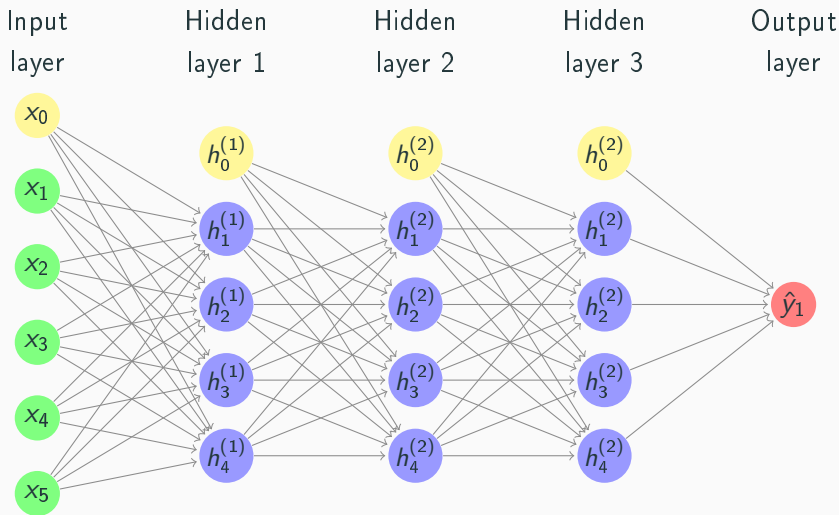 Input layer
Hidden layer 1
Hidden layer 2
Hidden layer 3
Output layer
x₀
x₁
x₂
x₃
x₄
x₅
h₀⁽¹⁾
h₁⁽¹⁾
h₂⁽¹⁾
h₃⁽¹⁾
h₄⁽¹⁾
h₀⁽²⁾
h₁⁽²⁾
h₂⁽²⁾
h₃⁽²⁾
h₄⁽²⁾
h₀⁽²⁾
h₁⁽²⁾
h₂⁽²⁾
h₃⁽²⁾
h₄⁽²⁾
ŷ₁